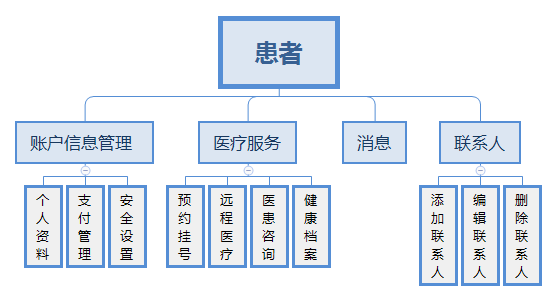 患者
账户信息管理
医疗服务
消息
联系人
个人资料
支付管理
安全设置
预约挂号
远程医疗
医患咨询
健康档案
添加联系人
编辑联系人
删除联系人